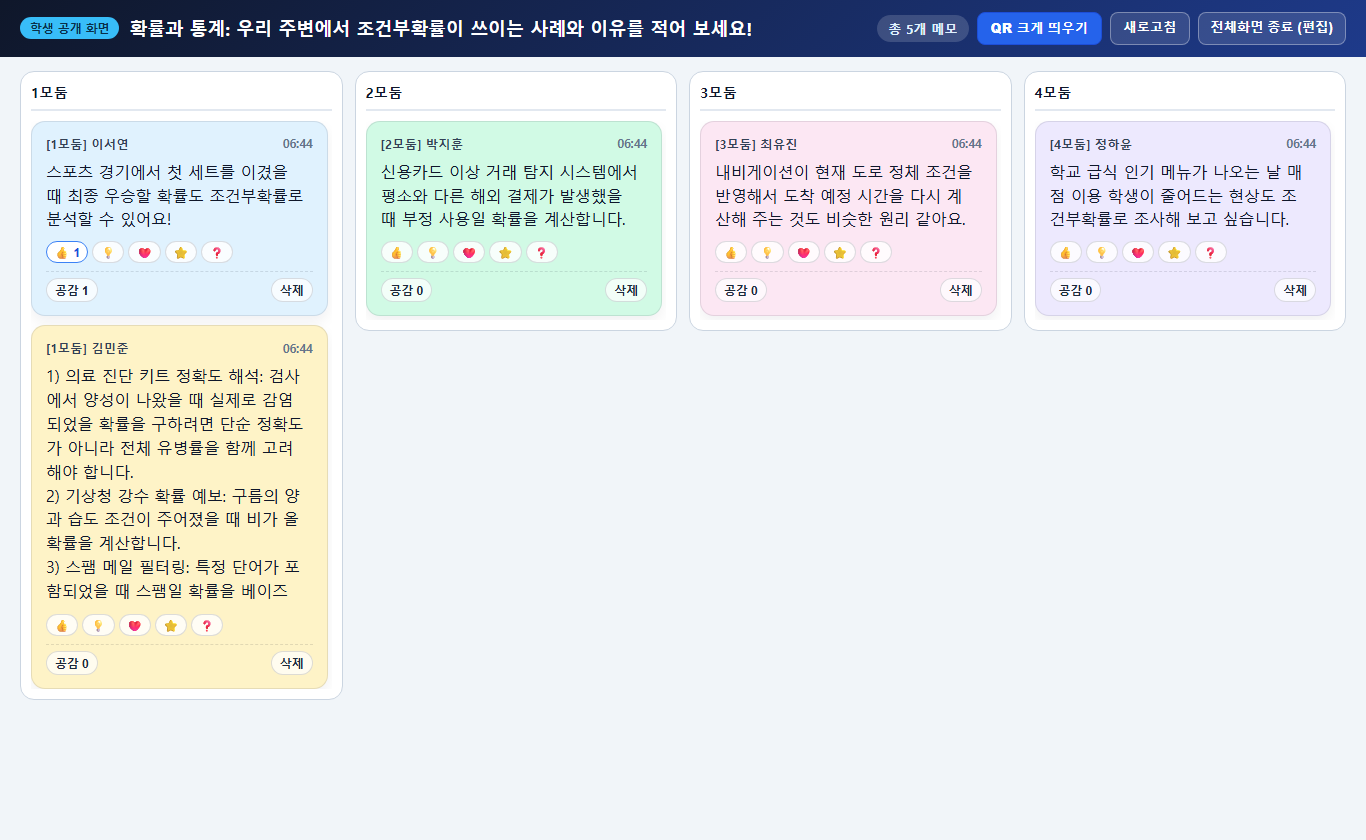 학생 공개 화면
확률과 통계: 우리 주변에서 조건부확률이 쓰이는 사례와 이유를 적어 보세요!
총 5개 메모
QR 크게 띄우기
새로고침
전체화면 종료 (편집)
1모둠
[1모둠] 이서연 06:44
스포츠 경기에서 첫 세트를 이겼을
때 최종 우승할 확률도 조건부확률로
분석할 수 있어요!
1
공감 1 삭제
[1모둠] 김민준 06:44
1) 의료 진단 키트 정확도 해석: 검사
에서 양성이 나왔을 때 실제로 감염
되었을 확률을 구하려면 단순 정확도
가 아니라 전체 유병률을 함께 고려
해야 합니다.
2) 기상청 강수 확률 예보: 구름의 양
과 습도 조건이 주어졌을 때 비가 올
확률을 계산합니다.
3) 스팸 메일 필터링: 특정 단어가 포
함되었을 때 스팸일 확률을 베이즈
공감 0 삭제
2모둠
[2모둠] 박지훈 06:44
신용카드 이상 거래 탐지 시스템에서
평소와 다른 해외 결제가 발생했을
때 부정 사용일 확률을 계산합니다.
공감 0 삭제
3모둠
[3모둠] 최유진 06:44
내비게이션이 현재 도로 정체 조건을
반영해서 도착 예정 시간을 다시 계
산해 주는 것도 비슷한 원리 같아요.
공감 0 삭제
4모둠
[4모둠] 정하윤 06:44
학교 급식 인기 메뉴가 나오는 날 매
점 이용 학생이 줄어드는 현상도 조
건부확률로 조사해 보고 싶습니다.
공감 0 삭제